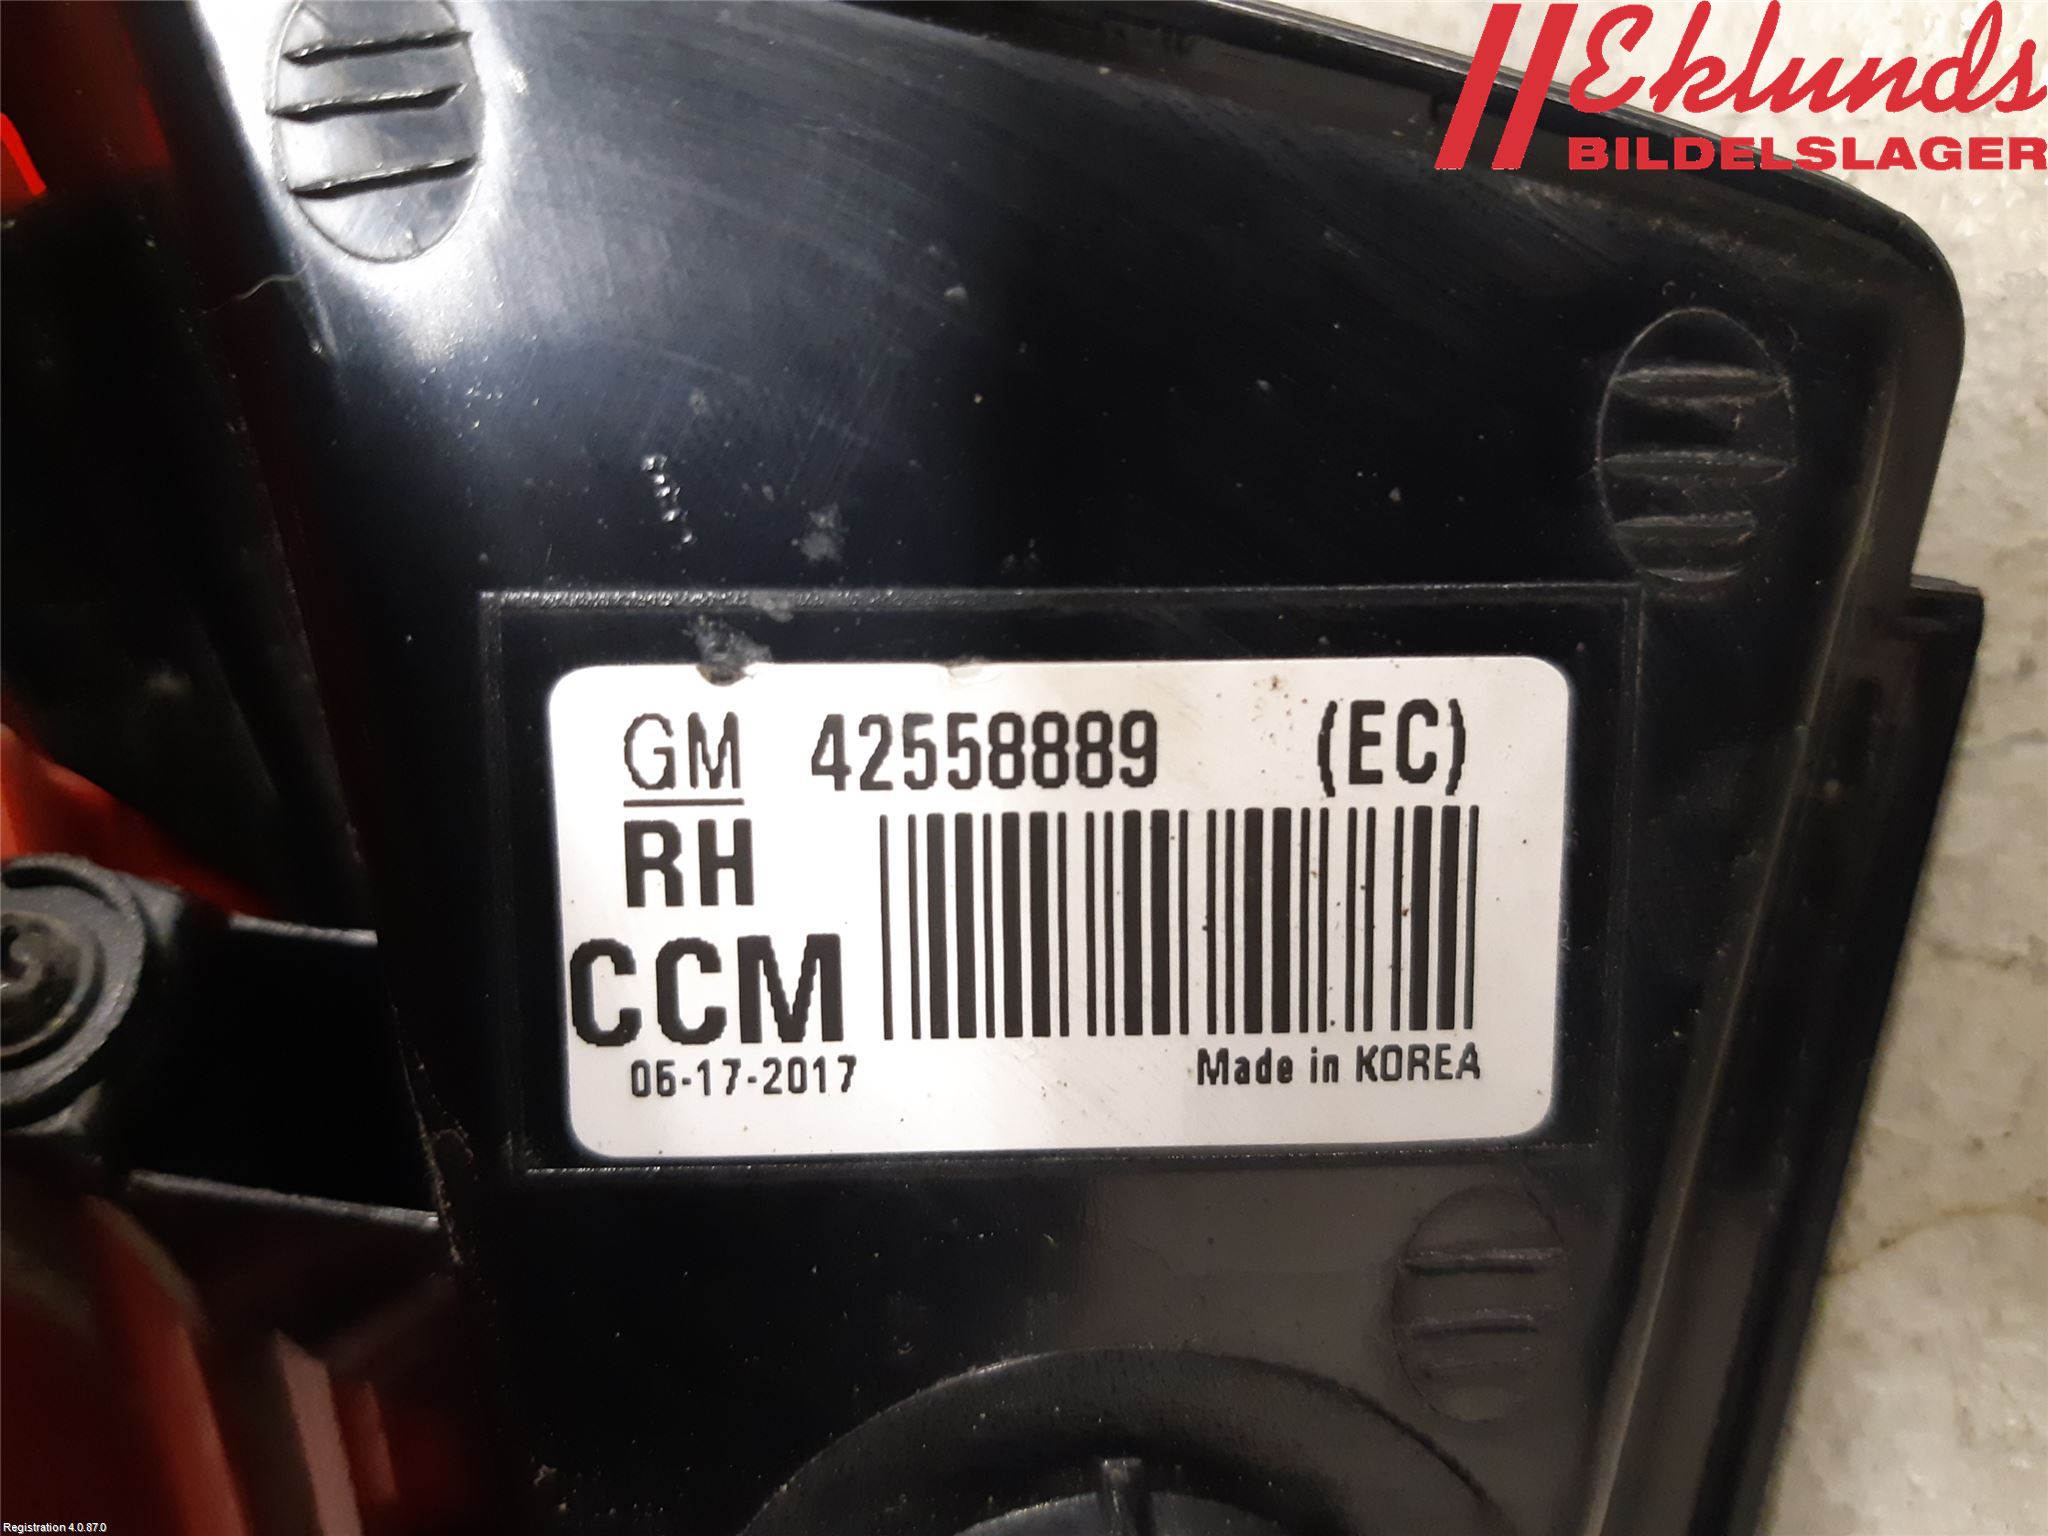 Eklunds
BILDELSLAGER
GM 42558889 (EC)
RH
CCM
06-17-2017 Made in KOREA
Registration 4.0.87.0